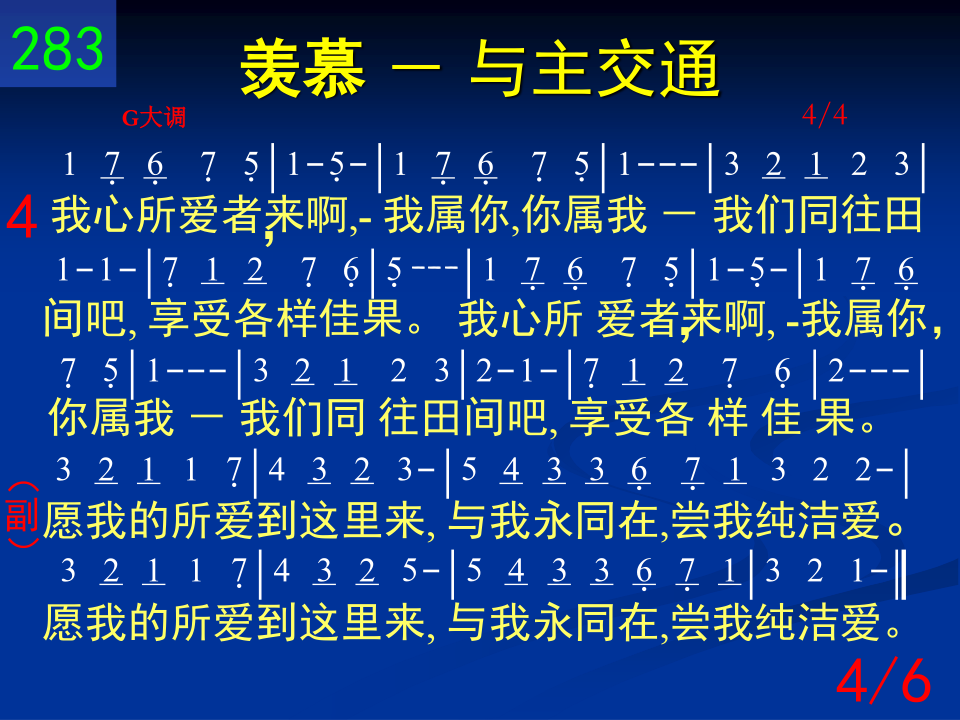 283
羡慕 － 与主交通
G大调 4/4
1 7̣ 6̣ 7̣ 5̣|1-5̣-|1 7̣ 6̣ 7̣ 5̣|1---|3 2 1 2 3|
4 我心所爱者,来啊,- 我属你,你属我 － 我们同往田
1-1-|7̣ 1 2 7̣ 6̣|5̣ ---|1 7̣ 6̣ 7̣ 5̣|1-5̣-|1 7̣ 6̣
间吧, 享受各样佳果。 我心所 爱者,来啊, -我属你,
7̣ 5̣|1---|3 2 1 2 3|2-1-|7̣ 1 2 7̣ 6̣|2---|
你属我 － 我们同 往田间吧, 享受各 样 佳 果。
3 2 1 1 7̣|4 3 2 3-|5 4 3 3 6̣ 7̣ 1 3 2 2-|
（副） 愿我的所爱到这里来, 与我永同在,尝我纯洁爱。
3 2 1 1 7̣|4 3 2 5-|5 4 3 3 6̣ 7̣ 1|3 2 1-‖
愿我的所爱到这里来, 与我永同在,尝我纯洁爱。
4/6